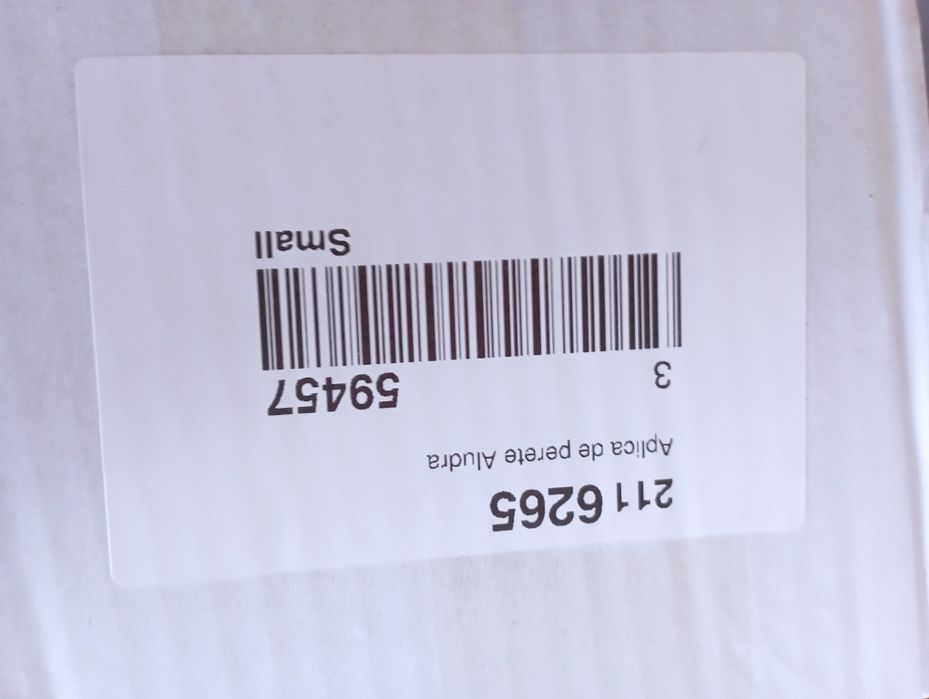 211 6265
Aplica de perete Aludra
3 59457
Small